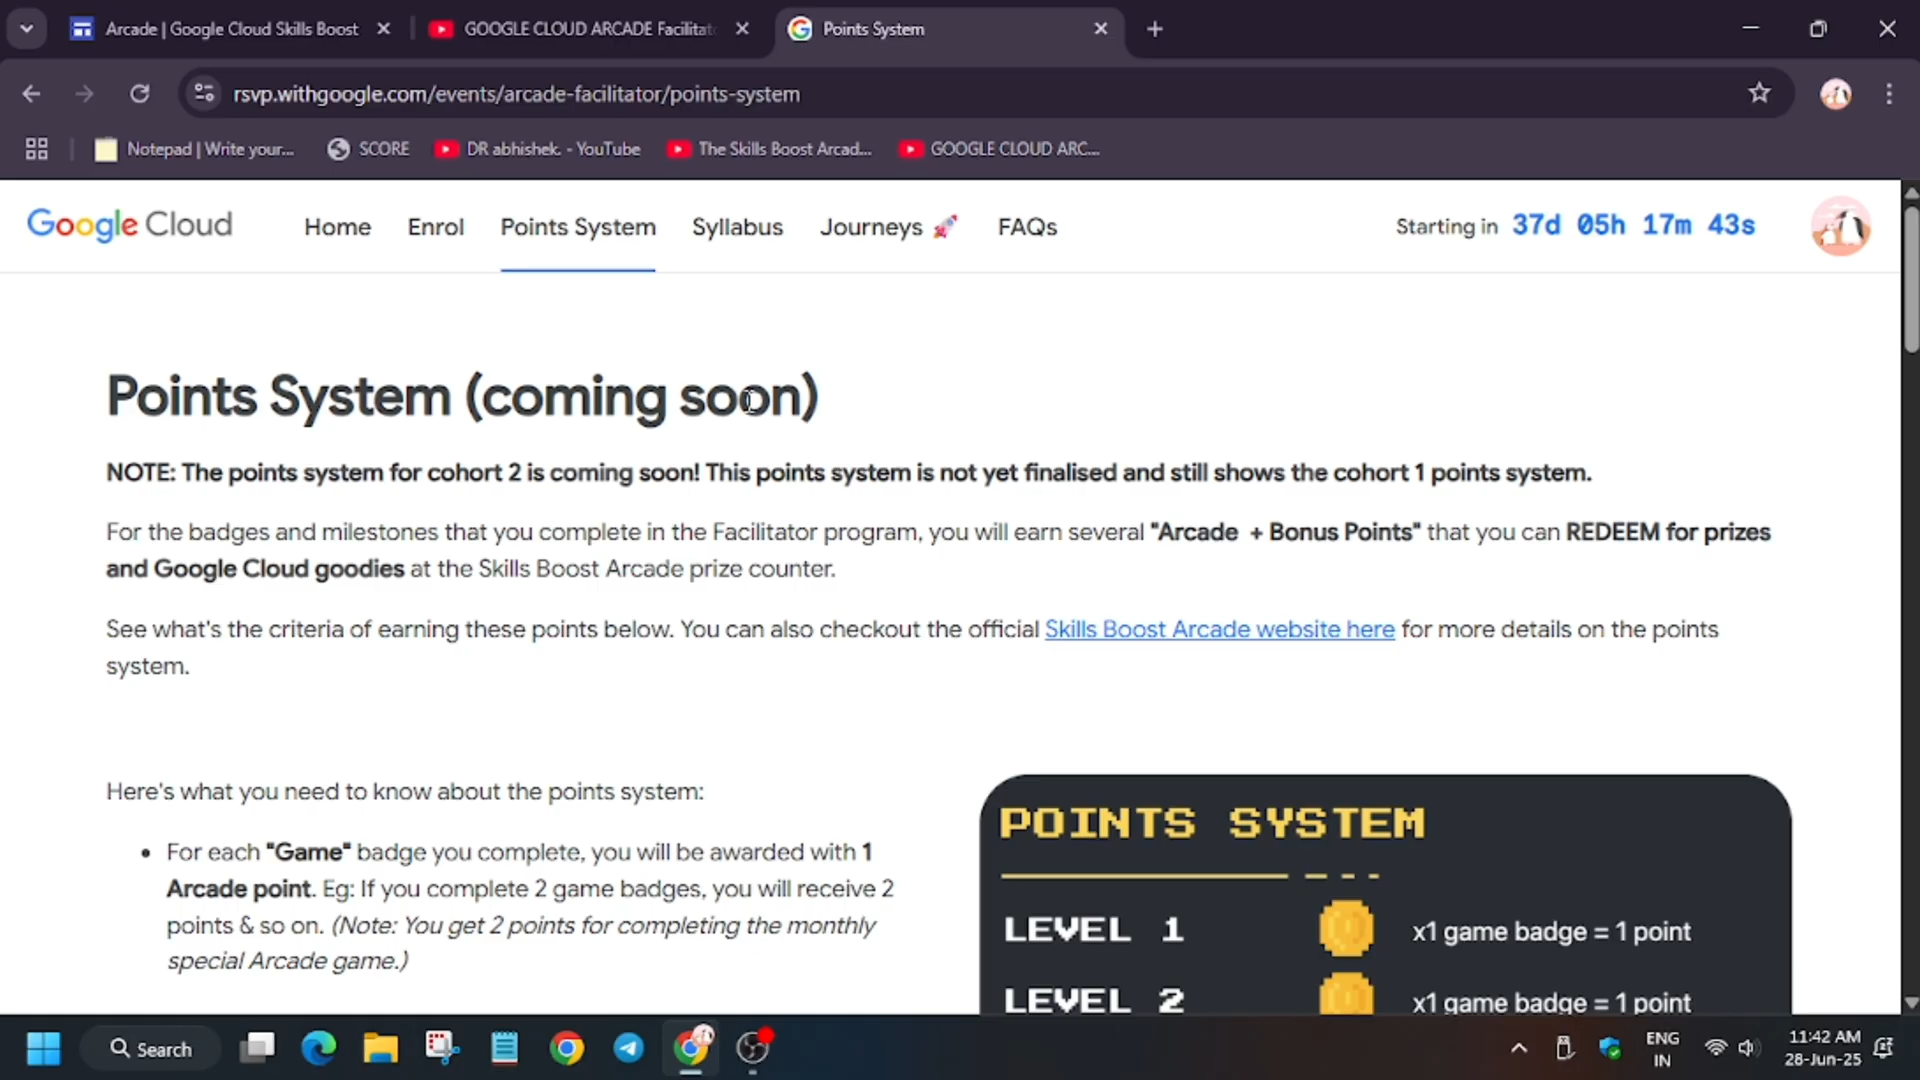 Arcade | Google Cloud Skills Boost
GOOGLE CLOUD ARCADE Facilitat
Points System
rsvp.withgoogle.com/events/arcade-facilitator/points-system
Notepad | Write your...
SCORE
DR abhishek. - YouTube
The Skills Boost Arcad...
GOOGLE CLOUD ARC...
Google Cloud
Home
Enrol
Points System
Syllabus
Journeys 🚀
FAQs
Starting in 37d 05h 17m 43s
Points System (coming soon)
NOTE: The points system for cohort 2 is coming soon! This points system is not yet finalised and still shows the cohort 1 points system.
For the badges and milestones that you complete in the Facilitator program, you will earn several "Arcade + Bonus Points" that you can REDEEM for prizes
and Google Cloud goodies at the Skills Boost Arcade prize counter.
See what's the criteria of earning these points below. You can also checkout the official Skills Boost Arcade website here for more details on the points
system.
Here's what you need to know about the points system:
• For each "Game" badge you complete, you will be awarded with 1
Arcade point. Eg: If you complete 2 game badges, you will receive 2
points & so on. (Note: You get 2 points for completing the monthly
special Arcade game.)
POINTS SYSTEM
LEVEL 1 x1 game badge = 1 point
LEVEL 2 x1 game badge = 1 point
Search
ENG
IN
11:42 AM
28-Jun-25